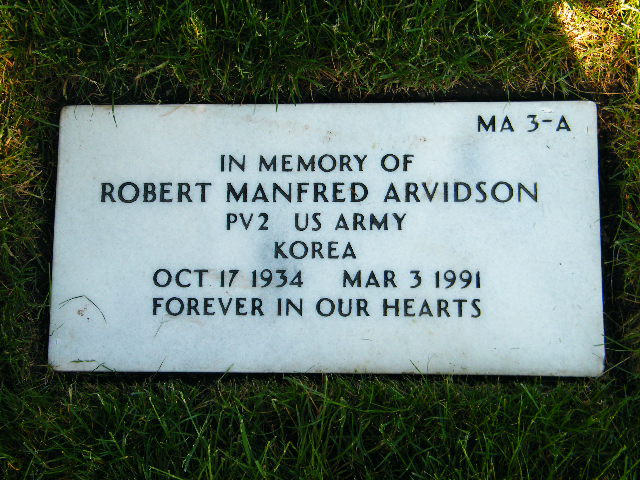 MA 3-A
IN MEMORY OF
ROBERT MANFRED ARVIDSON
PV2 US ARMY
KOREA
OCT 17 1934 MAR 3 1991
FOREVER IN OUR HEARTS